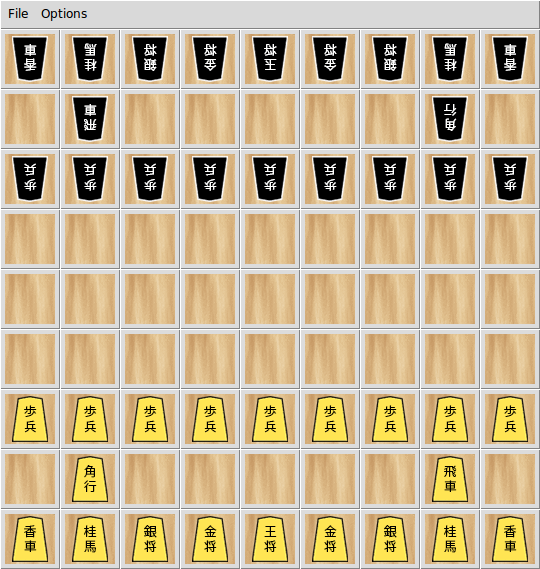 File Options
香車 桂馬 銀将 金将 王将 金将 銀将 桂馬 香車
飛車 角行
歩兵 歩兵 歩兵 歩兵 歩兵 歩兵 歩兵 歩兵 歩兵
歩兵 歩兵 歩兵 歩兵 歩兵 歩兵 歩兵 歩兵 歩兵
角行 飛車
香車 桂馬 銀将 金将 王将 金将 銀将 桂馬 香車